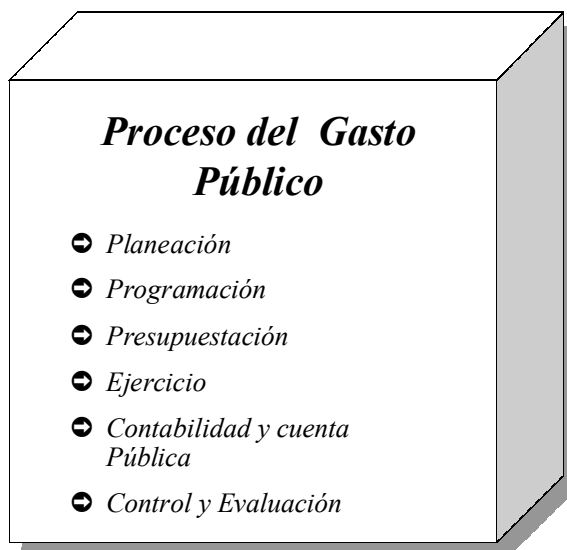 Proceso del Gasto
Público
➲ Planeación
➲ Programación
➲ Presupuestación
➲ Ejercicio
➲ Contabilidad y cuenta
Pública
➲ Control y Evaluación